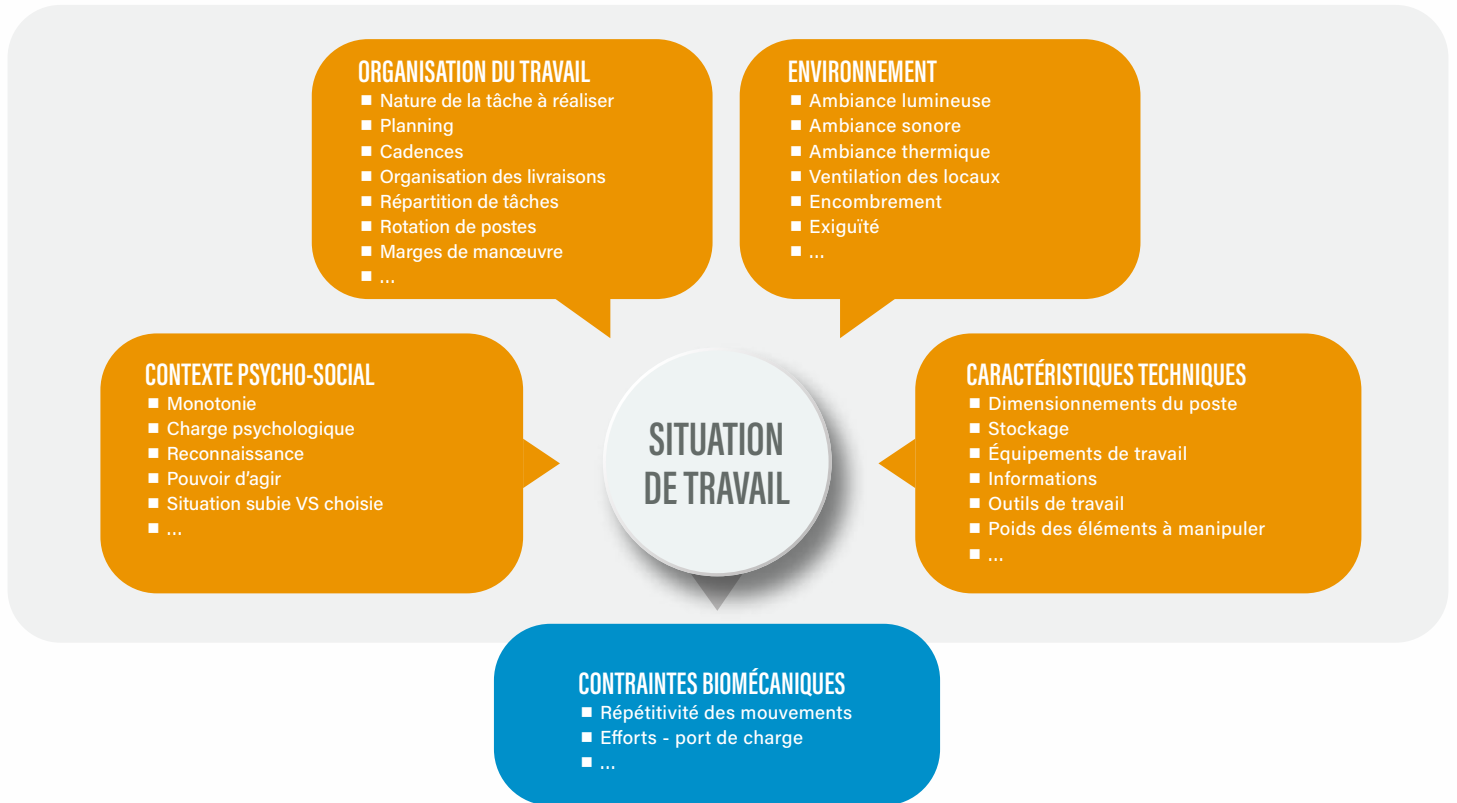 ORGANISATION DU TRAVAIL
■ Nature de la tâche à réaliser
■ Planning
■ Cadences
■ Organisation des livraisons
■ Répartition de tâches
■ Rotation de postes
■ Marges de manœuvre
■ ...
ENVIRONNEMENT
■ Ambiance lumineuse
■ Ambiance sonore
■ Ambiance thermique
■ Ventilation des locaux
■ Encombrement
■ Exiguïté
■ ...
CONTEXTE PSYCHO-SOCIAL
■ Monotonie
■ Charge psychologique
■ Reconnaissance
■ Pouvoir d'agir
■ Situation subie VS choisie
■ ...
SITUATION
DE TRAVAIL
CARACTÉRISTIQUES TECHNIQUES
■ Dimensionnements du poste
■ Stockage
■ Équipements de travail
■ Informations
■ Outils de travail
■ Poids des éléments à manipuler
■ ...
CONTRAINTES BIOMÉCANIQUES
■ Répétitivité des mouvements
■ Efforts - port de charge
■ ...